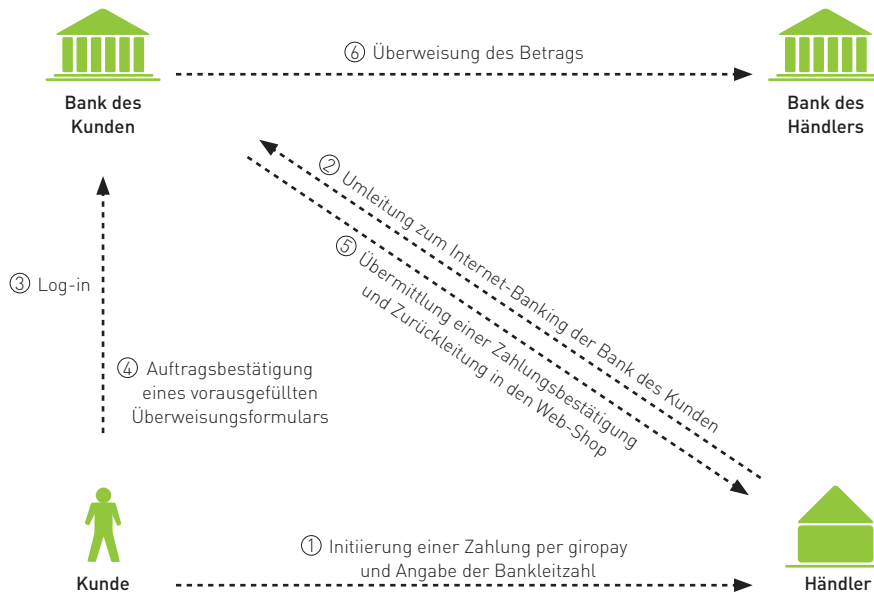 ⑥ Überweisung des Betrags
Bank des
Kunden
Bank des
Händlers
② Umleitung zum Internet-Banking der Bank des Kunden
⑤ Übermittlung einer Zahlungsbestätigung
und Zurückleitung in den Web-Shop
③ Log-in
④ Auftragsbestätigung
eines vorausgefüllten
Überweisungsformulars
① Initiierung einer Zahlung per giropay
und Angabe der Bankleitzahl
Kunde
Händler